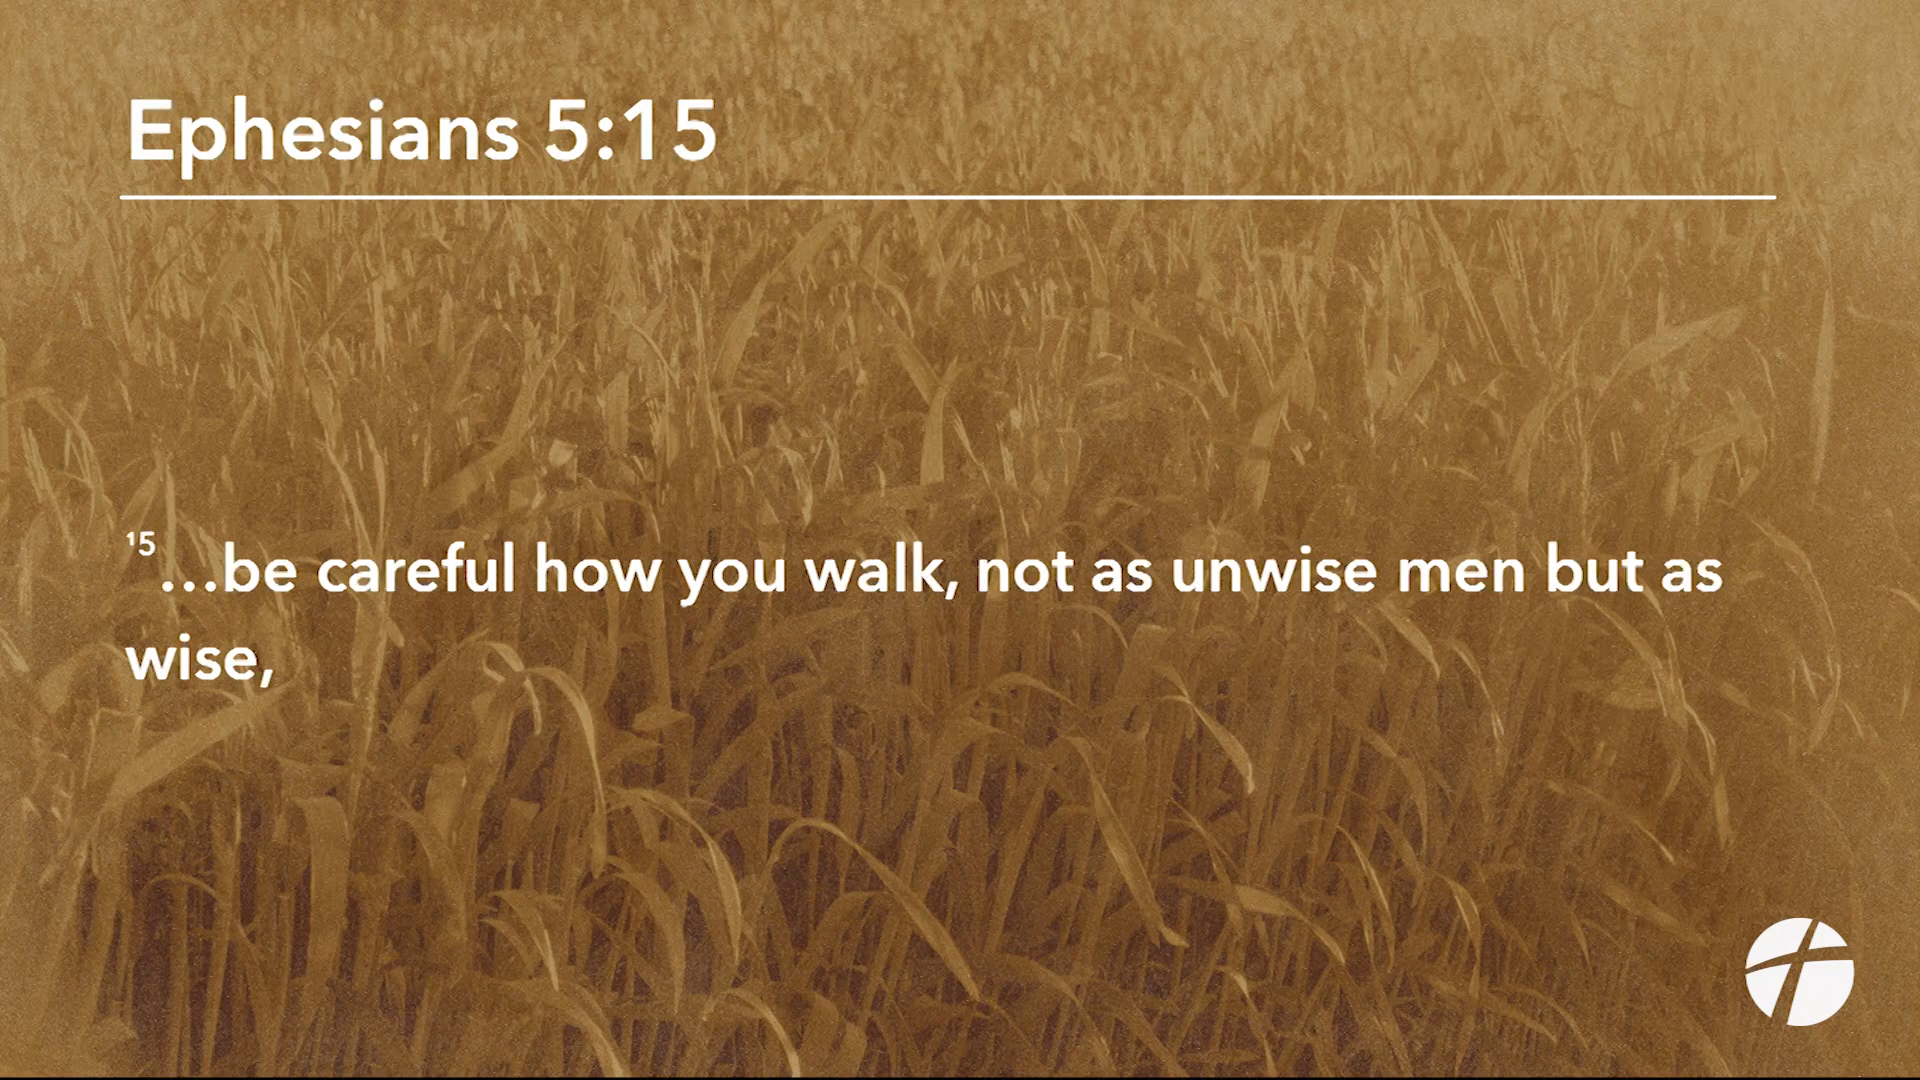 Ephesians 5:15
¹⁵…be careful how you walk, not as unwise men but as
wise,